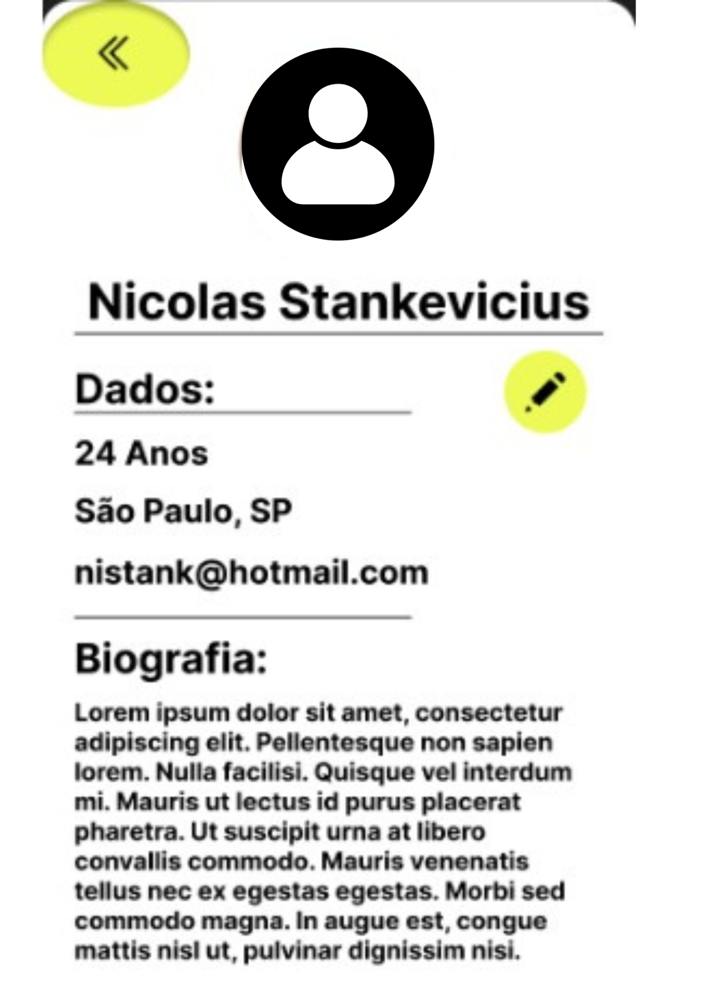 Nicolas Stankevicius
Dados:
24 Anos
São Paulo, SP
nistank@hotmail.com
Biografia:
Lorem ipsum dolor sit amet, consectetur
adipiscing elit. Pellentesque non sapien
lorem. Nulla facilisi. Quisque vel interdum
mi. Mauris ut lectus id purus placerat
pharetra. Ut suscipit urna at libero
convallis commodo. Mauris venenatis
tellus nec ex egestas egestas. Morbi sed
commodo magna. In augue est, congue
mattis nisl ut, pulvinar dignissim nisi.